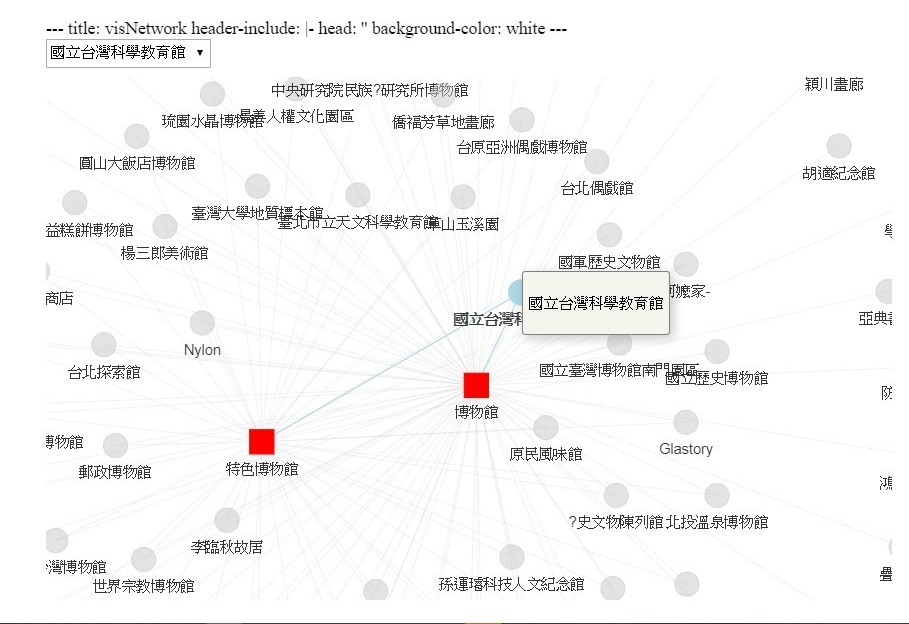 --- title: visNetwork header-include: |- head: '' background-color: white ---
國立台灣科學教育館
穎川畫廊
中央研究院民族?研究所博物館
琉園水晶博物館
景美人權文化園區
僑福芳草地畫廊
台原亞洲偶戲博物館
圓山大飯店博物館
胡適紀念館
台北偶戲館
臺灣大學地質標本館
臺北市立天文科學教育館
山玉溪園
益糕餅博物館
楊三郎美術館
國軍歷史文物館
嬤家-
商店
國立台灣科學教育館
國立台灣科
亞典
Nylon
台北探索館
國立臺灣博物館南門園區
國立歷史博物館
防
博物館
博物館
Glastory
原民風味館
特色博物館
郵政博物館
鴻
?史文物陳列館
北投溫泉博物館
李臨秋故居
灣博物館
世界宗教博物館
孫運璿科技人文紀念館